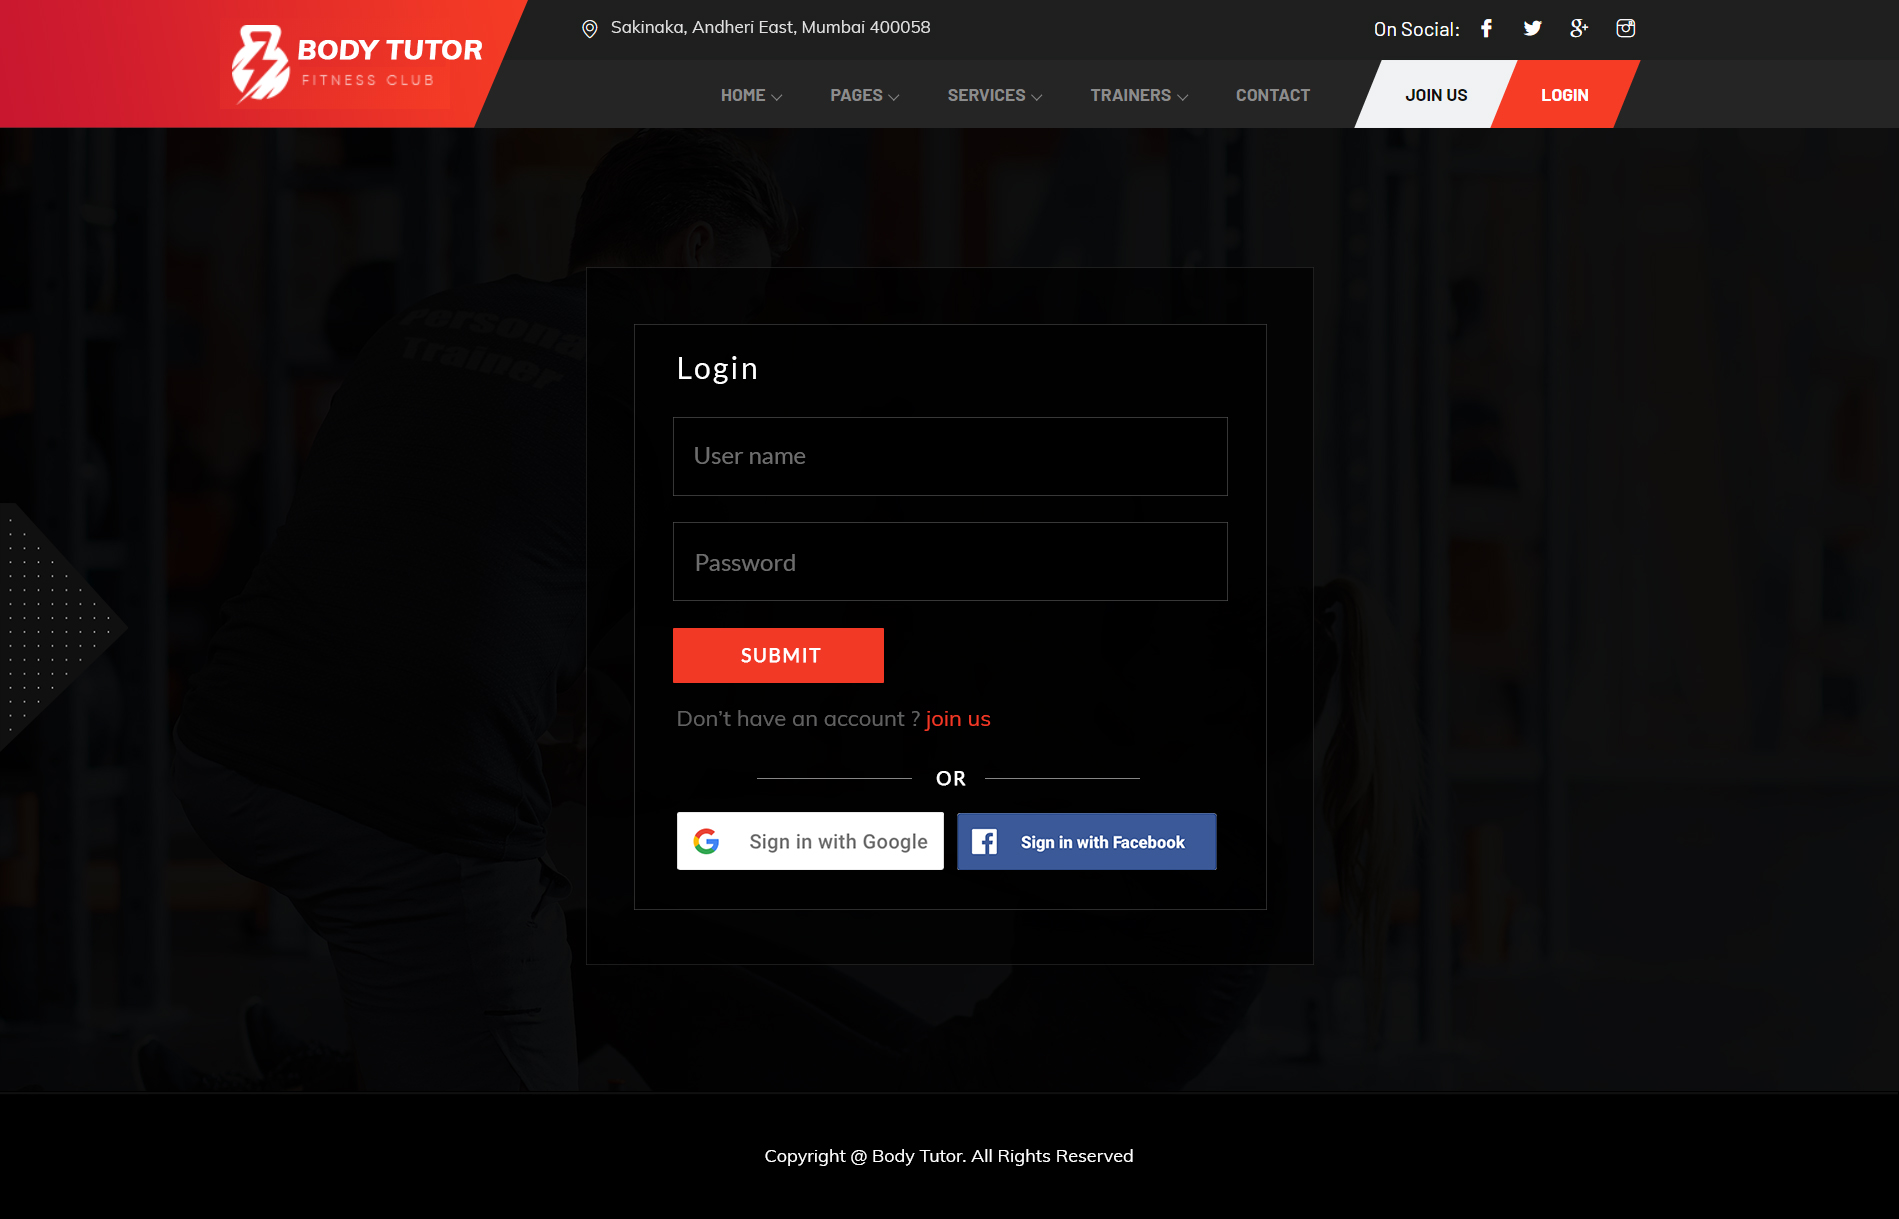 BODY TUTOR
FITNESS CLUB
Sakinaka, Andheri East, Mumbai 400058
On Social:
HOME
PAGES
SERVICES
TRAINERS
CONTACT
JOIN US
LOGIN
Personal
Trainer
Login
User name
Password
SUBMIT
Don't have an account ? join us
OR
Sign in with Google
Sign in with Facebook
Copyright @ Body Tutor. All Rights Reserved